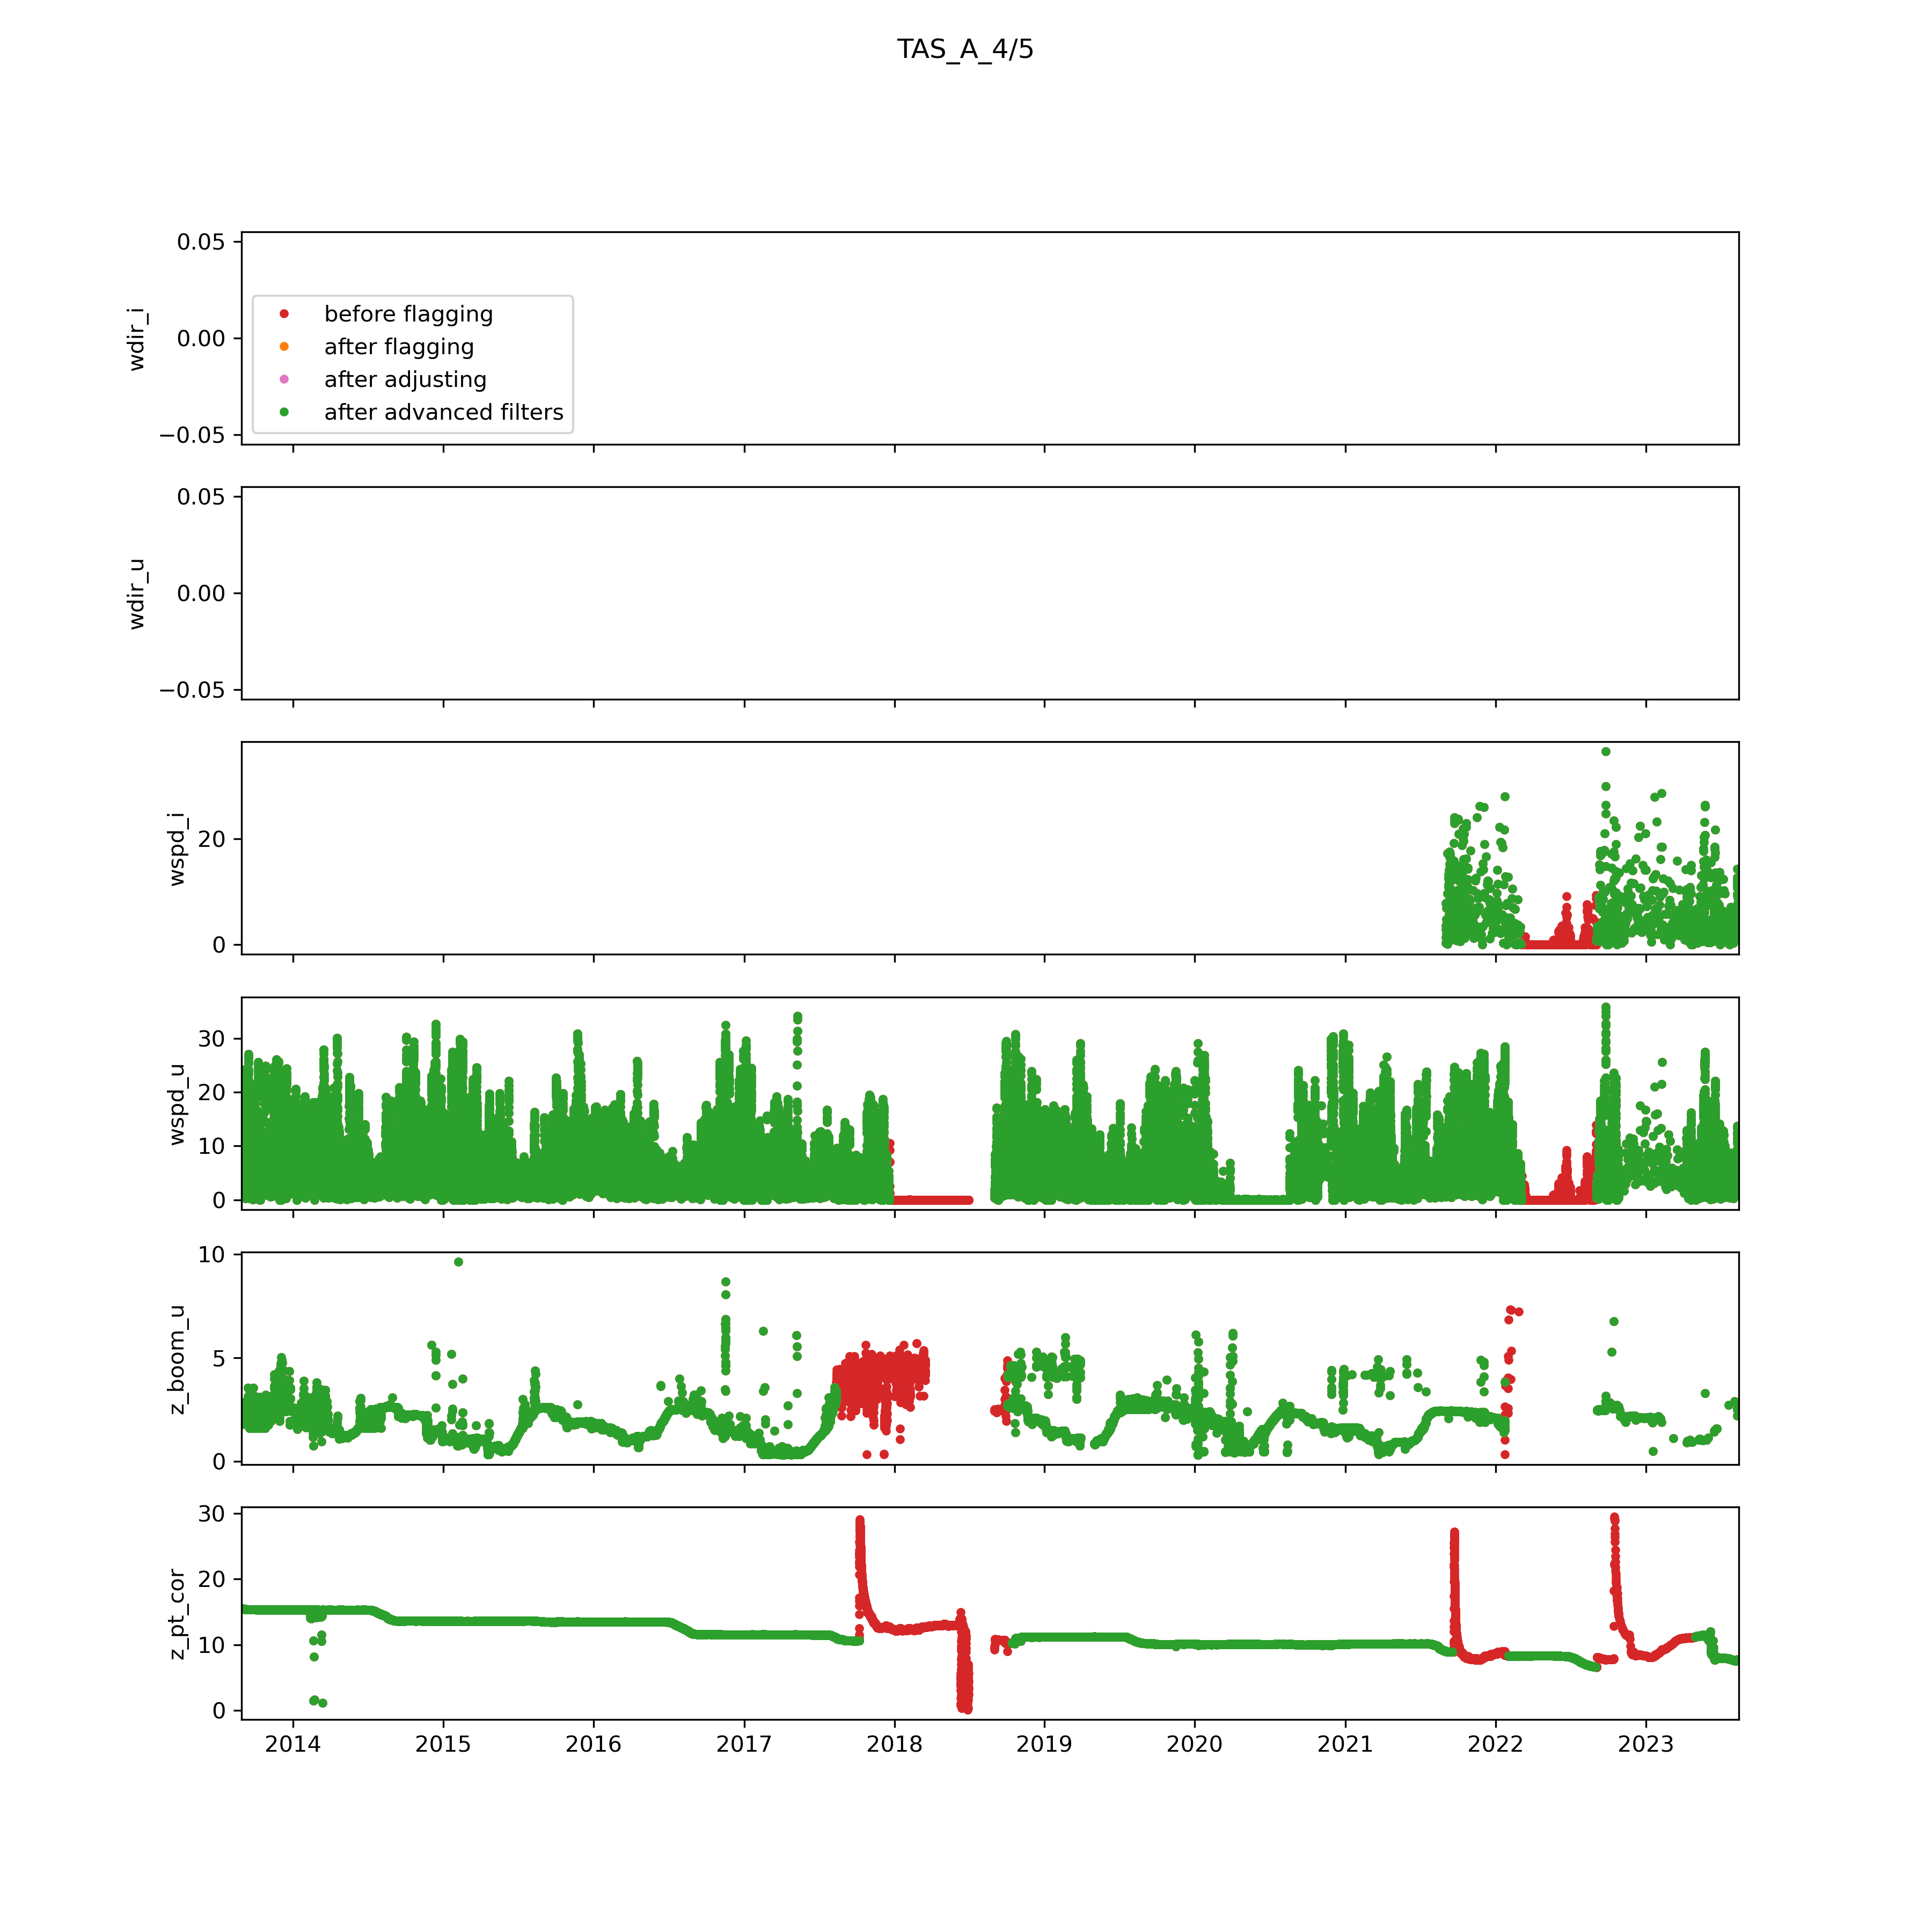 TAS_A_4/5
0.05
0.00
−0.05
wdir_i
before flagging
after flagging
after adjusting
after advanced filters
0.05
0.00
−0.05
wdir_u
20
0
wspd_i
30
20
10
0
wspd_u
10
5
0
z_boom_u
30
20
10
0
z_pt_cor
2014 2015 2016 2017 2018 2019 2020 2021 2022 2023